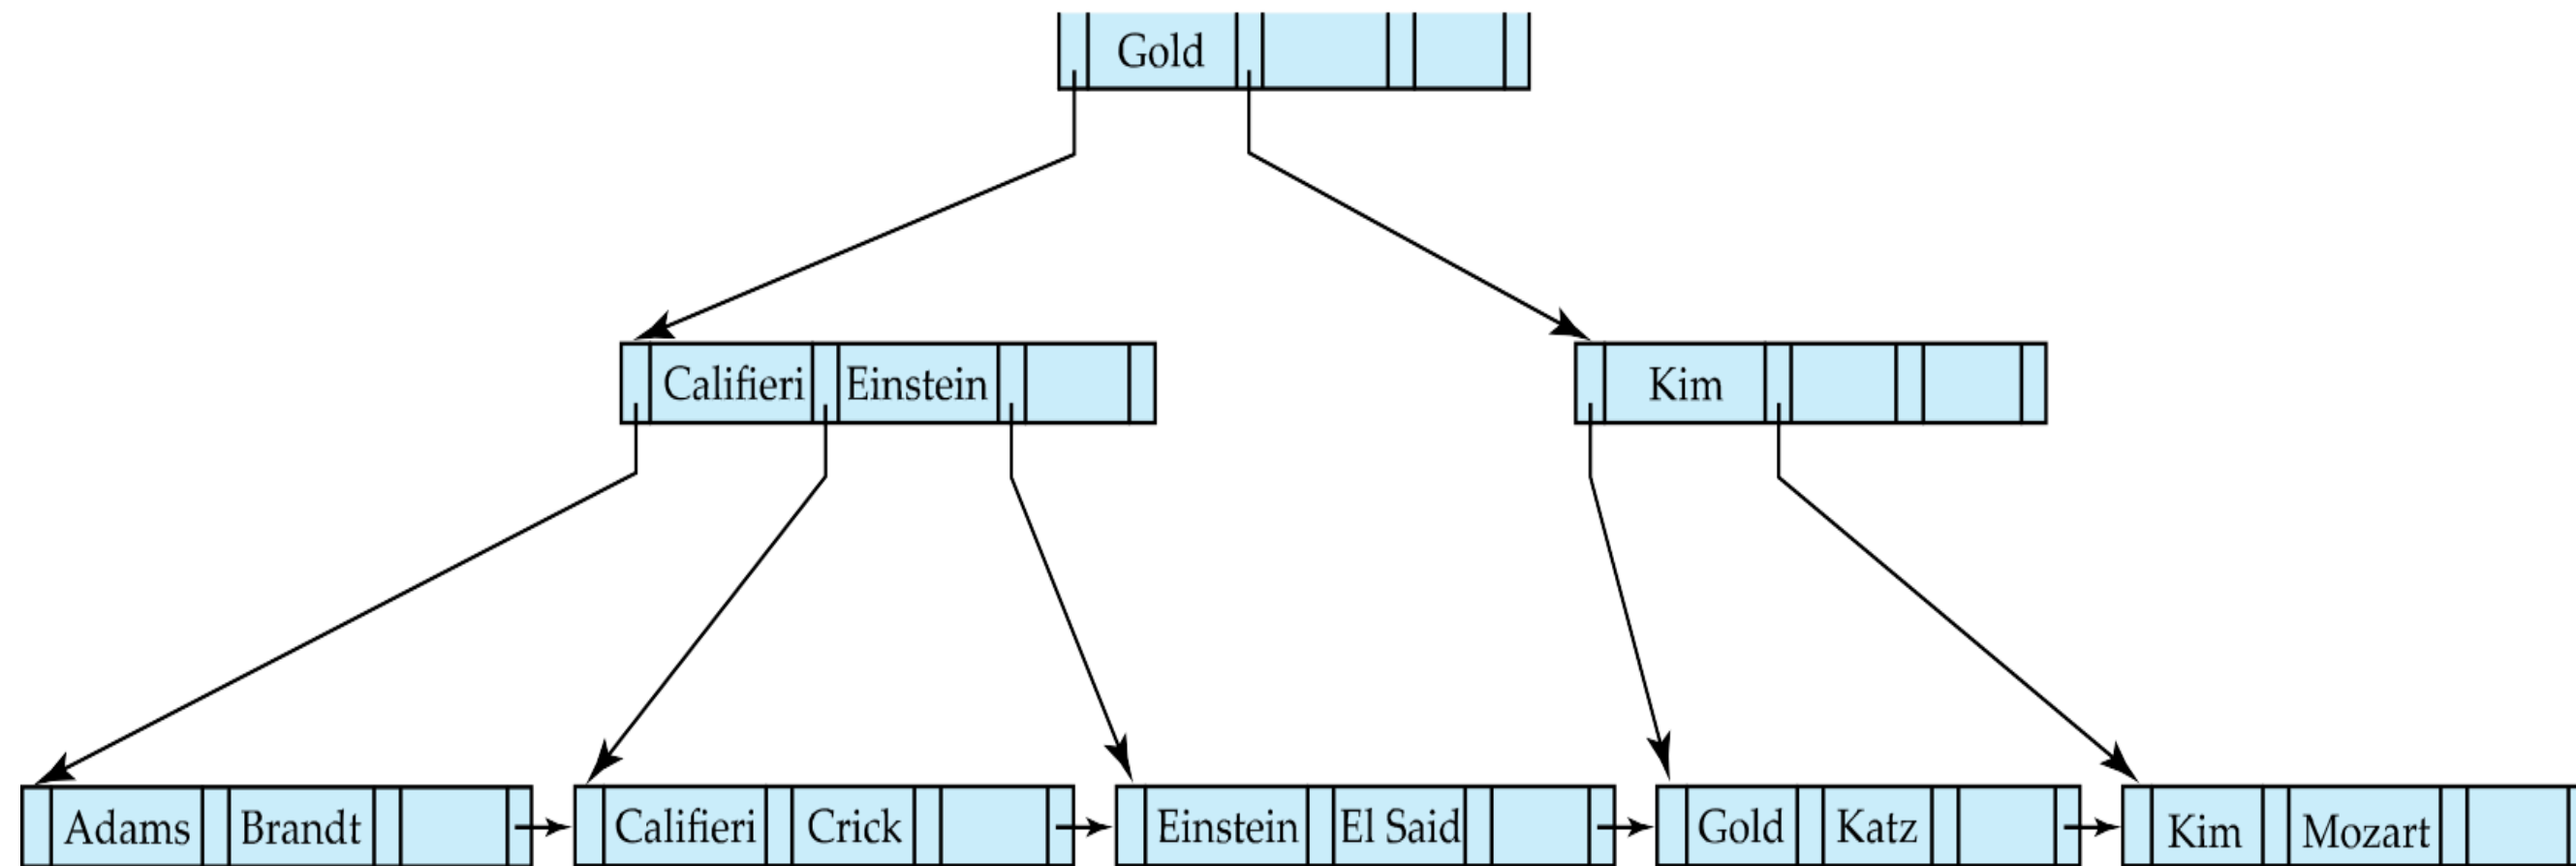 Gold
Califieri Einstein Kim
Adams Brandt Califieri Crick Einstein El Said Gold Katz Kim Mozart